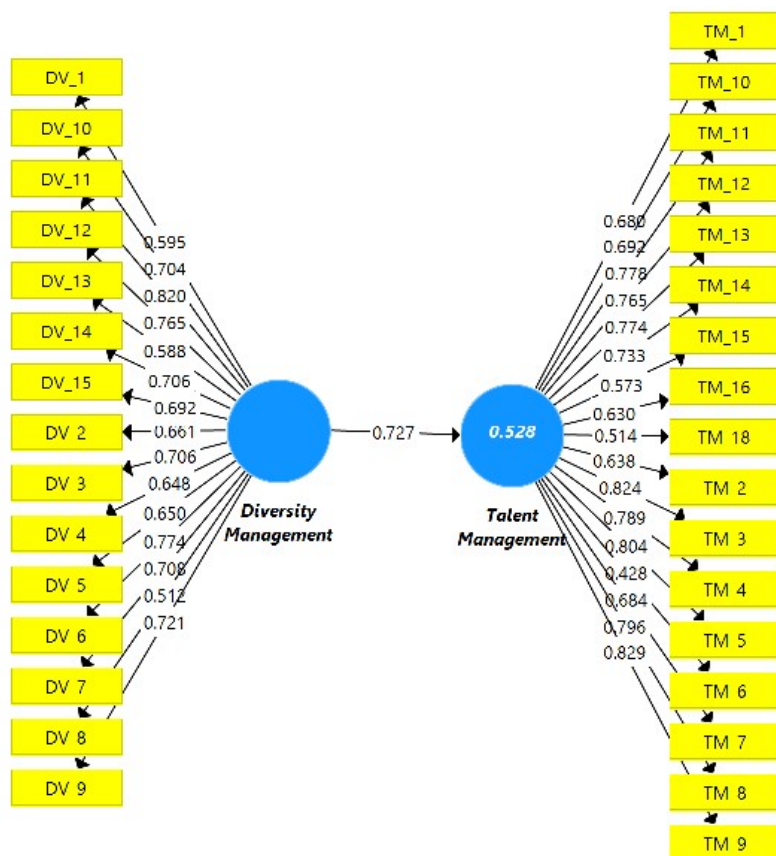 DV_1
DV_10
DV_11
DV_12
DV_13
DV_14
DV_15
DV 2
DV 3
DV 4
DV 5
DV 6
DV 7
DV 8
DV 9
0.595
0.704
0.820
0.765
0.588
0.706
0.692
0.661
0.706
0.648
0.650
0.774
0.708
0.512
0.721
Diversity
Management
0.727
0.528
Talent
Management
0.680
0.692
0.778
0.765
0.774
0.733
0.573
0.630
0.514
0.638
0.824
0.789
0.804
0.428
0.684
0.796
0.829
TM_1
TM_10
TM_11
TM_12
TM_13
TM_14
TM_15
TM_16
TM 18
TM 2
TM 3
TM 4
TM 5
TM 6
TM 7
TM 8
TM 9